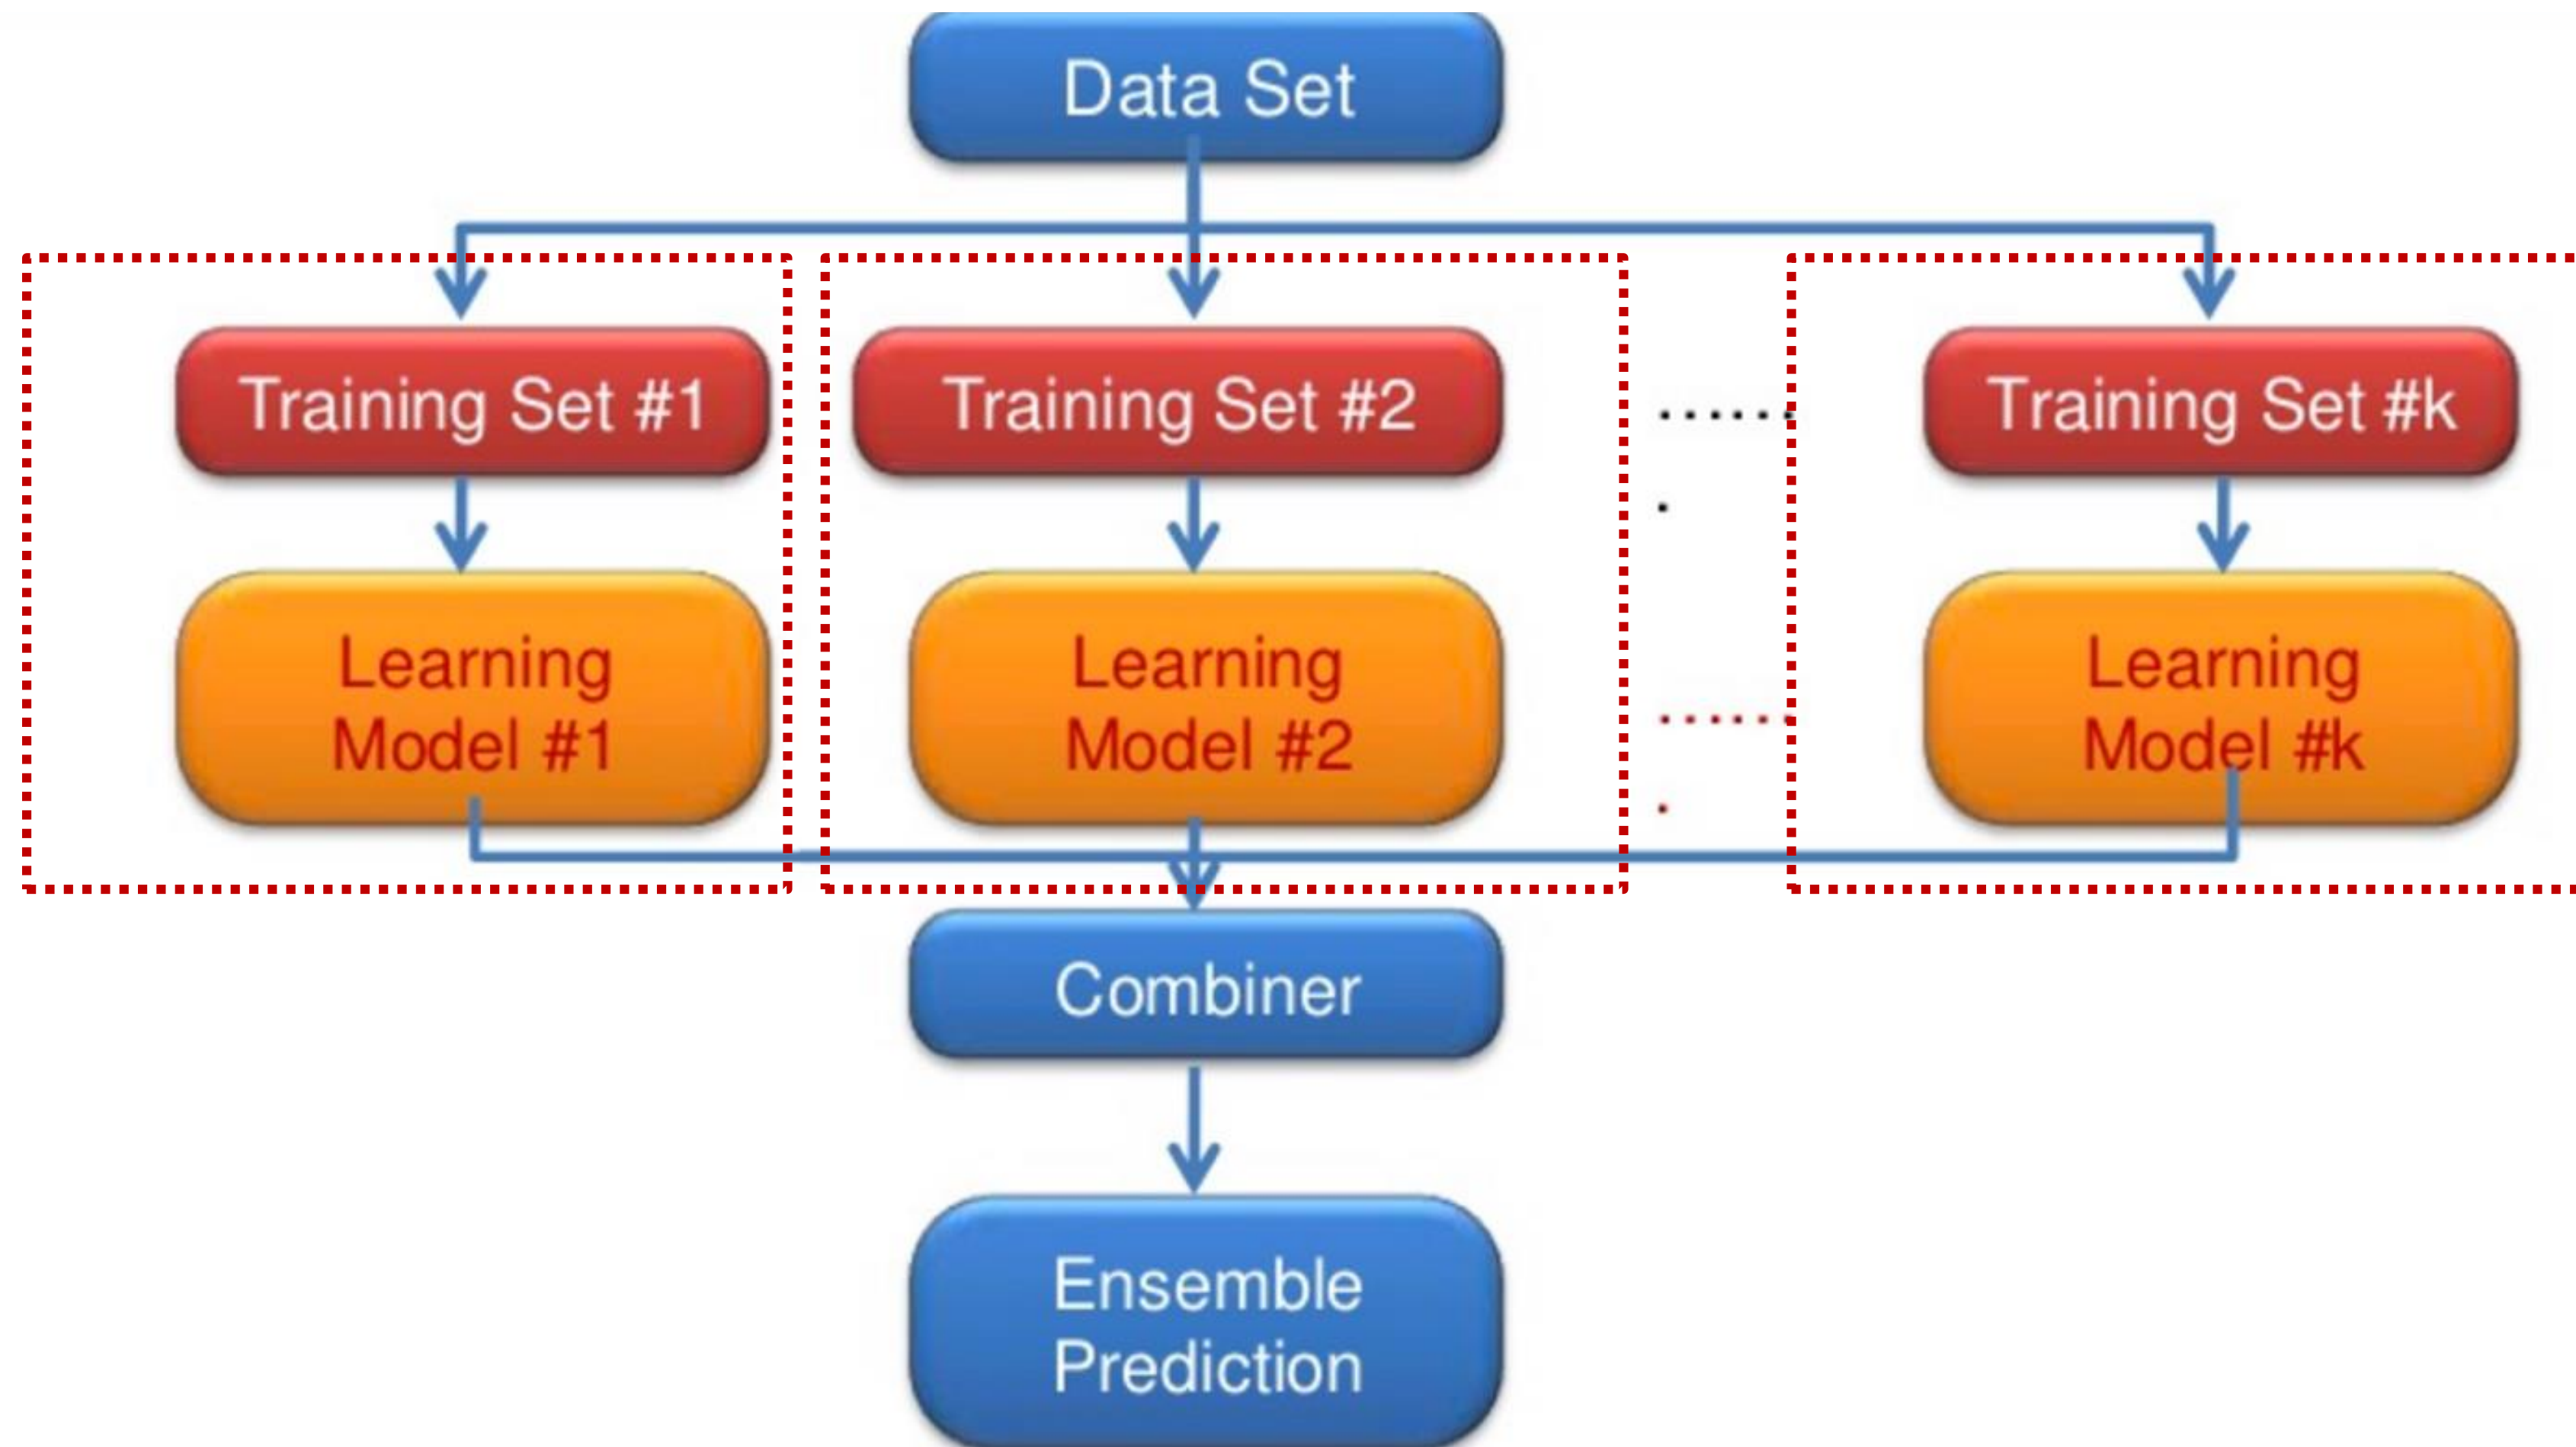 Data Set
Training Set #1
Training Set #2
.......
Training Set #k
Learning
Model #1
Learning
Model #2
.......
Learning
Model #k
Combiner
Ensemble
Prediction